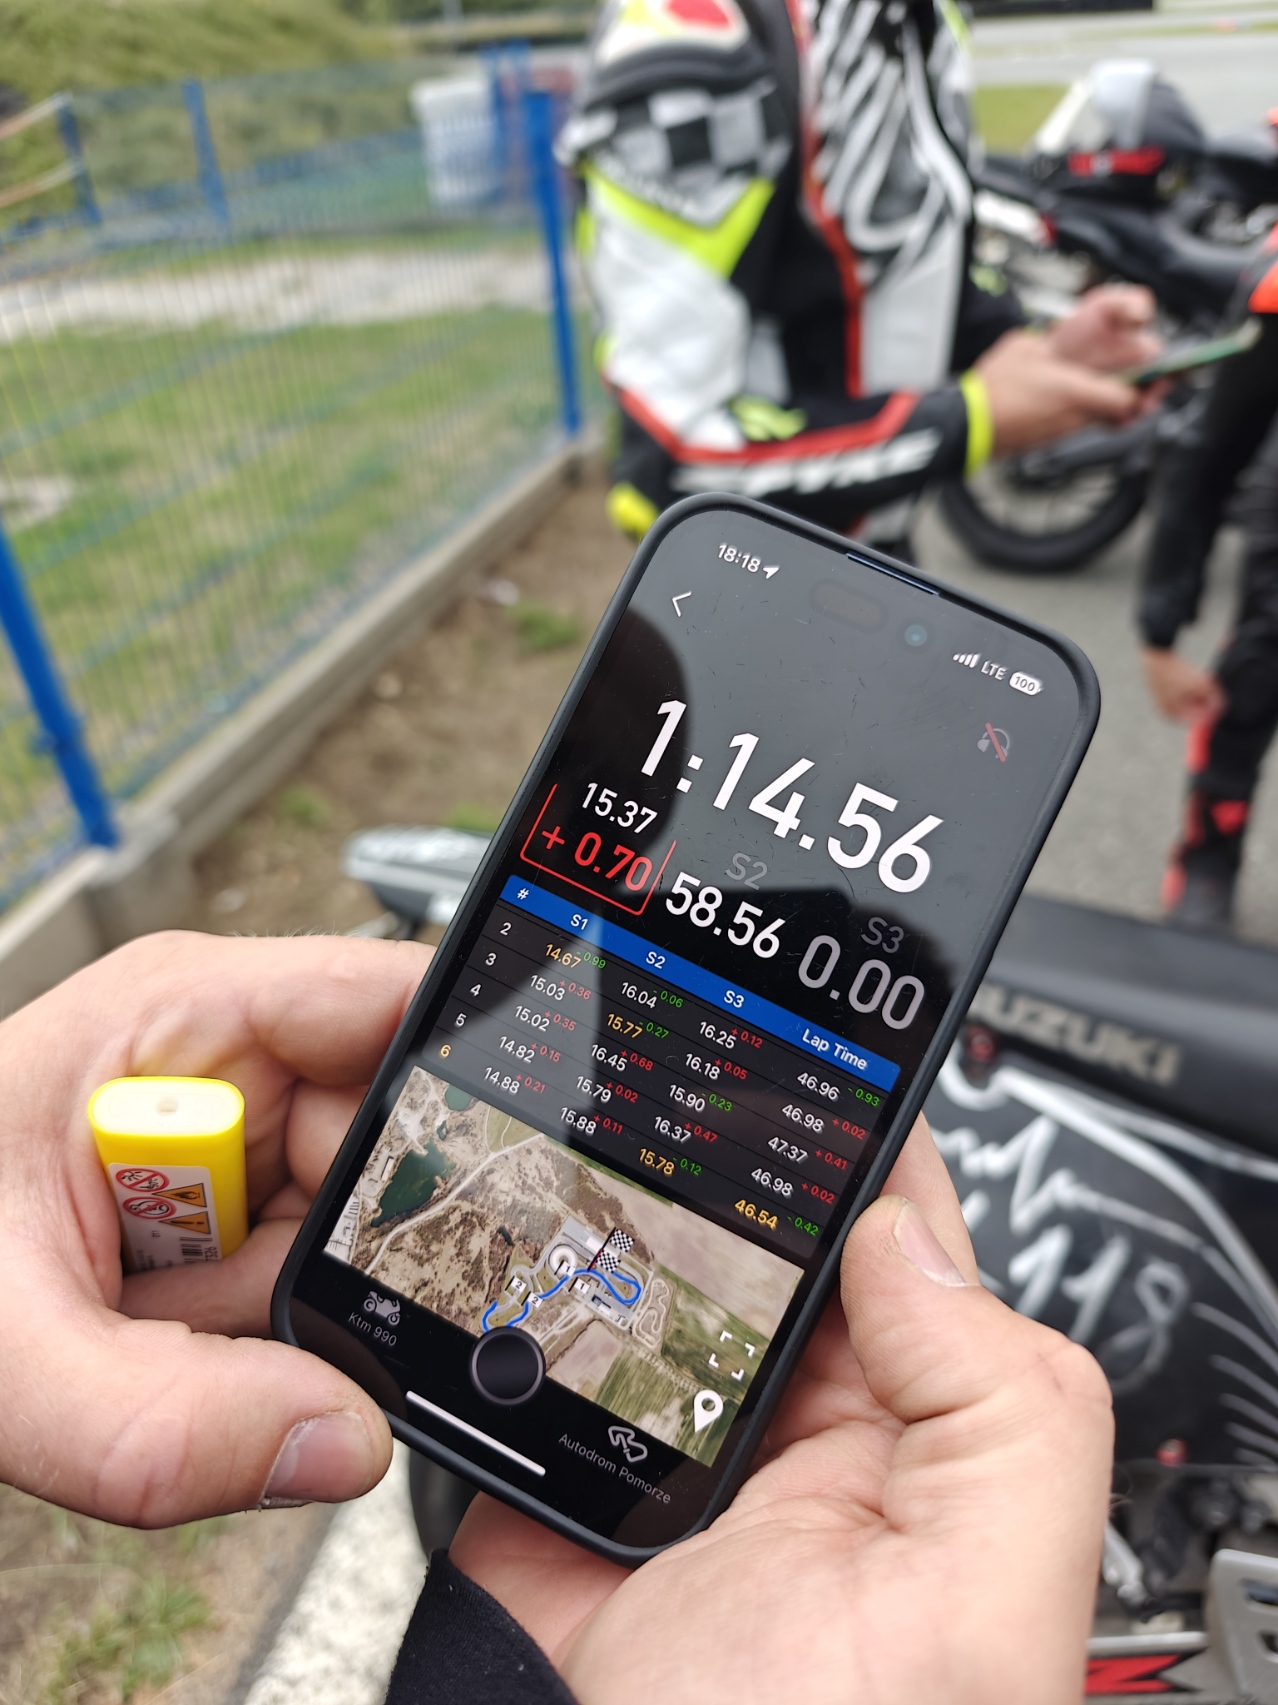 18:18
LTE 100
1:14.56
15.37 S2 S3
+ 0.70 58.56 0.00
# S1 S2 S3 Lap Time
2 14.67 - 0.99 16.04 - 0.06 16.25 + 0.12 46.96 - 0.93
3 15.03 + 0.36 15.77 - 0.27 16.18 + 0.05 46.98 + 0.02
4 15.02 + 0.35 16.45 + 0.68 15.90 - 0.23 47.37 + 0.41
5 14.82 + 0.15 15.79 + 0.02 16.37 + 0.47 46.98 + 0.02
6 14.88 + 0.21 15.88 + 0.11 15.78 - 0.12 46.54 - 0.42
Ktm 990
Autodrom Pomorze
SUZUKI